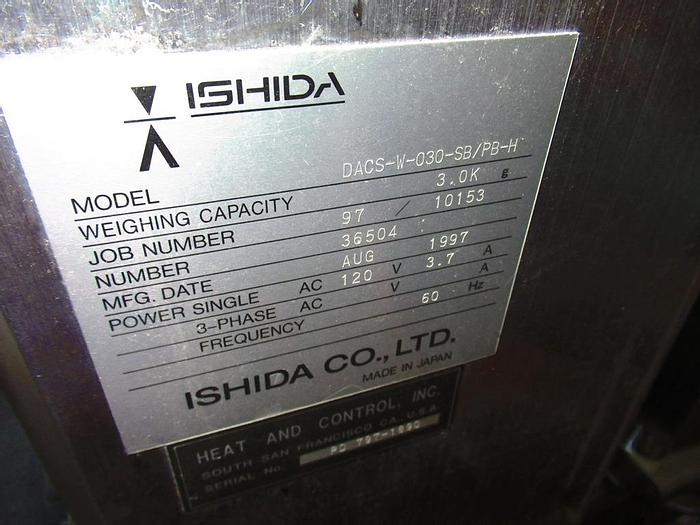 ISHIDA
MODEL DACS-W-030-SB/PB-H
WEIGHING CAPACITY 3.0K g
JOB NUMBER 97 / 10153
NUMBER 36504 :
MFG. DATE AUG 1997
POWER SINGLE AC 120 V 3.7 A
3-PHASE AC V A
FREQUENCY 60 Hz
ISHIDA CO., LTD.
MADE IN JAPAN
HEAT AND CONTROL, INC.
SOUTH SAN FRANCISCO CA, U.S.A.
SERIAL No.